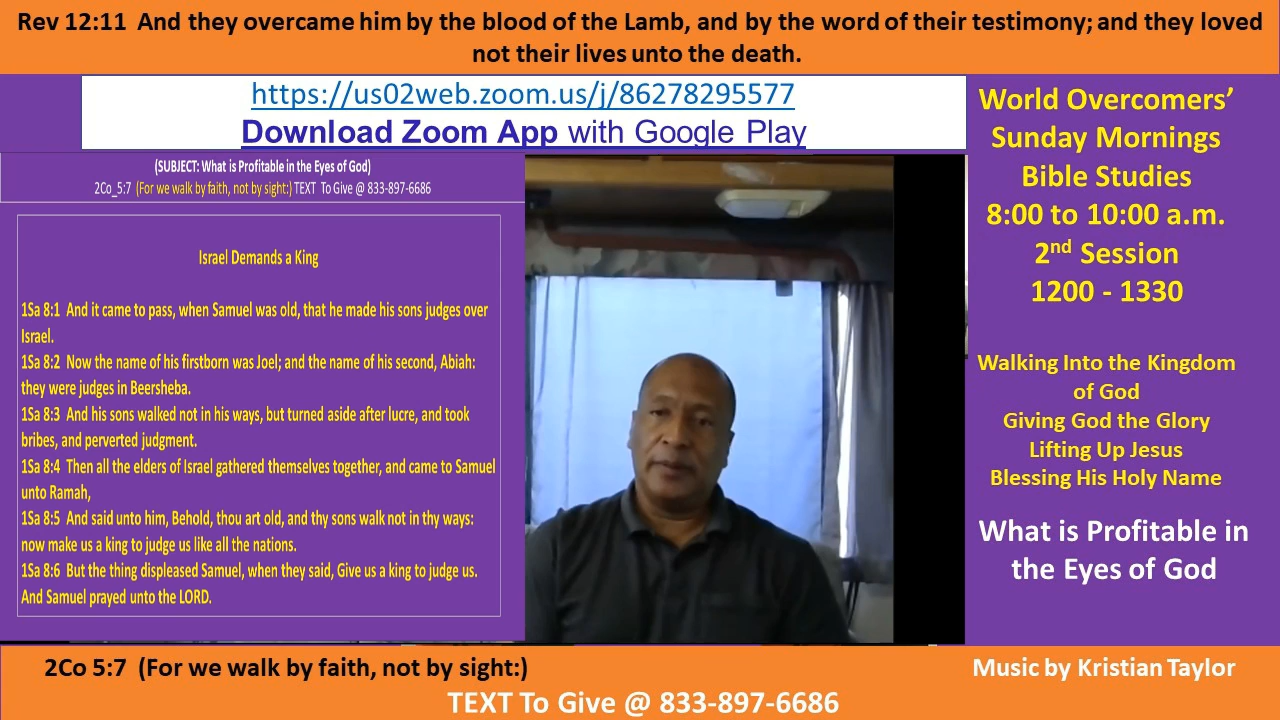 Rev 12:11  And they overcame him by the blood of the Lamb, and by the word of their testimony; and they loved
not their lives unto the death.
https://us02web.zoom.us/j/86278295577
Download Zoom App with Google Play
(SUBJECT: What is Profitable in the Eyes of God)
2Co_5:7  (For we walk by faith, not by sight:) TEXT  To Give @ 833-897-6686
Israel Demands a King
1Sa 8:1  And it came to pass, when Samuel was old, that he made his sons judges over
Israel.
1Sa 8:2  Now the name of his firstborn was Joel; and the name of his second, Abiah:
they were judges in Beersheba.
1Sa 8:3  And his sons walked not in his ways, but turned aside after lucre, and took
bribes, and perverted judgment.
1Sa 8:4  Then all the elders of Israel gathered themselves together, and came to Samuel
unto Ramah,
1Sa 8:5  And said unto him, Behold, thou art old, and thy sons walk not in thy ways:
now make us a king to judge us like all the nations.
1Sa 8:6  But the thing displeased Samuel, when they said, Give us a king to judge us.
And Samuel prayed unto the LORD.
World Overcomers’
Sunday Mornings
Bible Studies
8:00 to 10:00 a.m.
2nd Session
1200 - 1330
Walking Into the Kingdom
of God
Giving God the Glory
Lifting Up Jesus
Blessing His Holy Name
What is Profitable in
the Eyes of God
2Co 5:7  (For we walk by faith, not by sight:)
Music by Kristian Taylor
TEXT To Give @ 833-897-6686